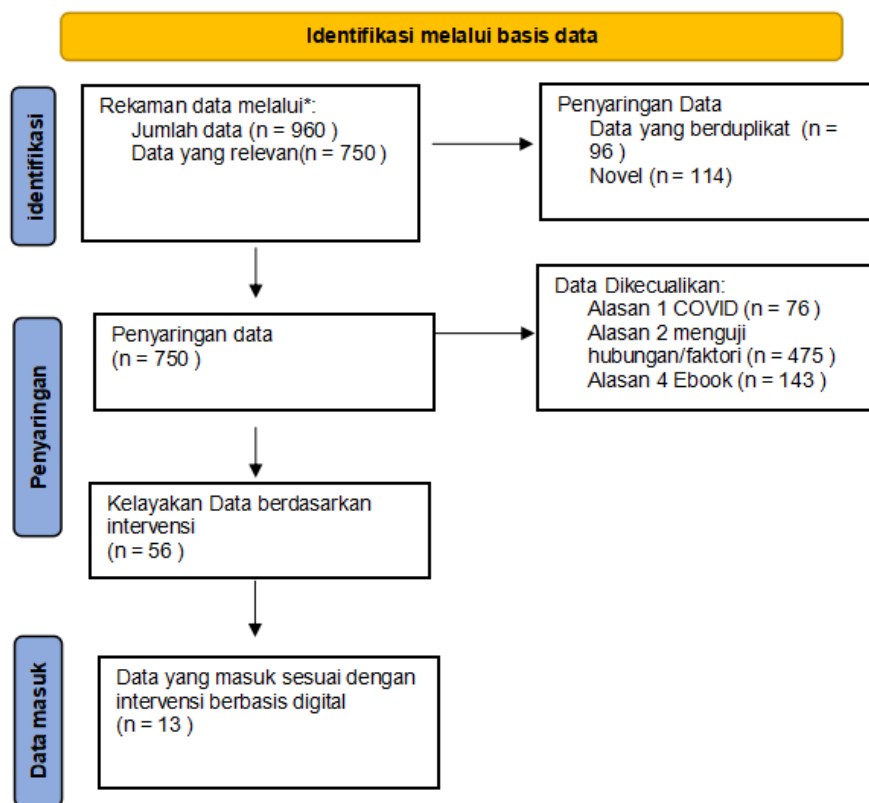 Identifikasi melalui basis data
identifikasi
Rekaman data melalui*:
Jumlah data (n = 960 )
Data yang relevan(n = 750 )
Penyaringan Data
Data yang berduplikat (n =
96 )
Novel (n = 114)
Penyaringan
Penyaringan data
(n = 750 )
Data Dikecualikan:
Alasan 1 COVID (n = 76 )
Alasan 2 menguji
hubungan/faktori (n = 475 )
Alasan 4 Ebook (n = 143 )
Kelayakan Data berdasarkan
intervensi
(n = 56 )
Data masuk
Data yang masuk sesuai dengan
intervensi berbasis digital
(n = 13 )